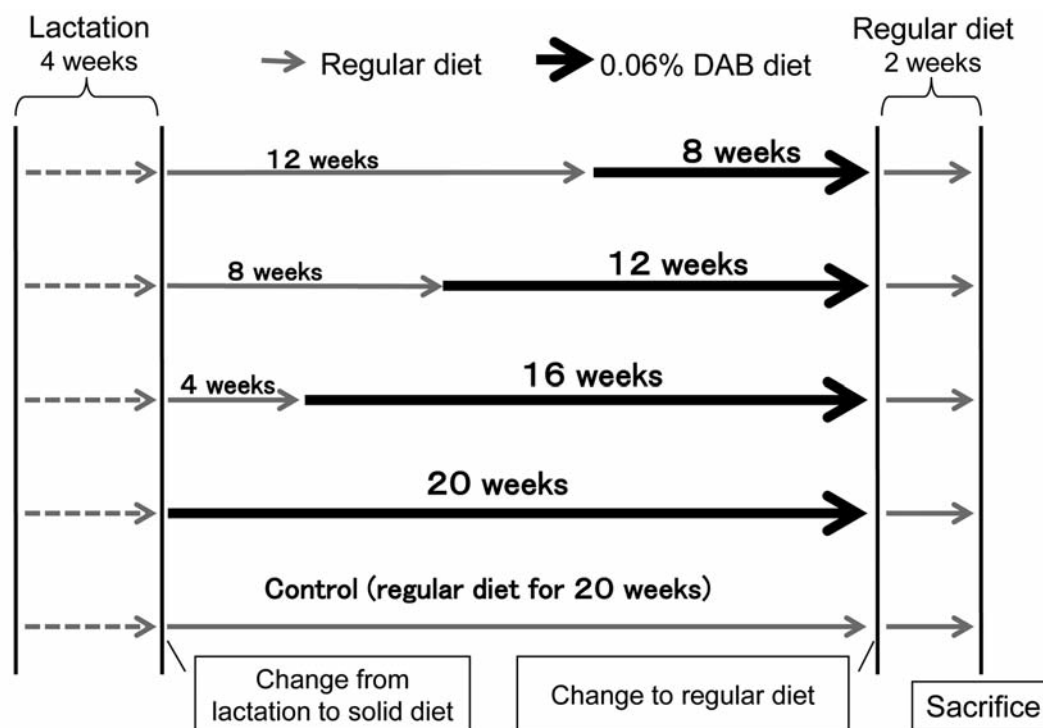 Lactation
4 weeks
Regular diet
0.06% DAB diet
Regular diet
2 weeks
12 weeks
8 weeks
8 weeks
12 weeks
4 weeks
16 weeks
20 weeks
Control (regular diet for 20 weeks)
Change from
lactation to solid diet
Change to regular diet
Sacrifice